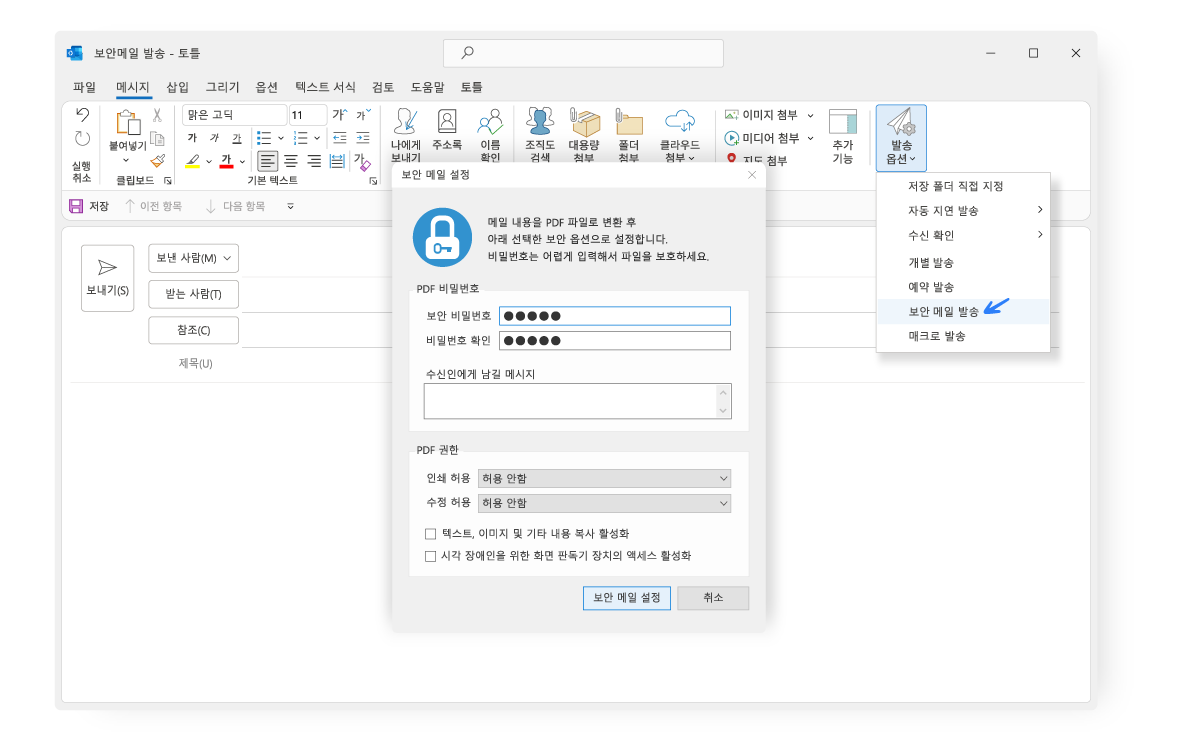 보안메일 발송 - 토틀
파일 메시지 삽입 그리기 옵션 텍스트 서식 검토 도움말 토틀
실행
취소
붙여넣기
클립보드
맑은 고딕 11 가 가
가 가 가
가 가
기본 텍스트
나에게
보내기
주소록
이름
확인
조직도
검색
대용량
첨부
폴더
첨부
클라우드
첨부
이미지 첨부
미디어 첨부
지도 첨부
추가
기능
발송
옵션
저장 이전 항목 다음 항목
저장 폴더 직접 지정
자동 지연 발송
수신 확인
개별 발송
예약 발송
보안 메일 발송
매크로 발송
보내기(S)
보낸 사람(M)
받는 사람(T)
참조(C)
제목(U)
보안 메일 설정
메일 내용을 PDF 파일로 변환 후
아래 선택한 보안 옵션으로 설정합니다.
비밀번호는 어렵게 입력해서 파일을 보호하세요.
PDF 비밀번호
보안 비밀번호
비밀번호 확인
수신인에게 남길 메시지
PDF 권한
인쇄 허용 허용 안함
수정 허용 허용 안함
텍스트, 이미지 및 기타 내용 복사 활성화
시각 장애인을 위한 화면 판독기 장치의 액세스 활성화
보안 메일 설정 취소